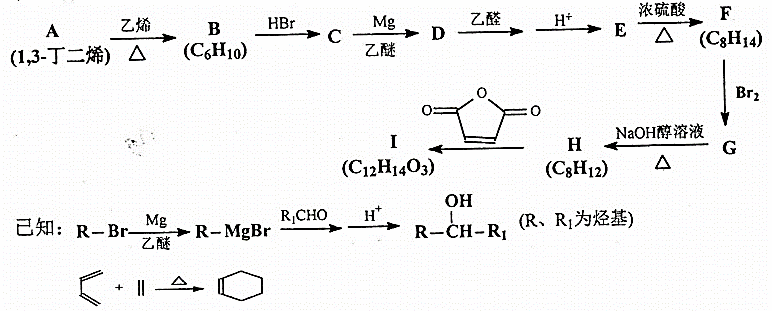 A 乙烯 B HBr C Mg D 乙醛 H⁺ E 浓硫酸 F
(1,3-丁二烯) △ (C₆H₁₀) 乙醚 △ (C₈H₁₄)
Br₂
O O O
I H NaOH醇溶液 G
(C₁₂H₁₄O₃) (C₈H₁₂) △
已知: R–Br Mg 乙醚 R–MgBr R₁CHO H⁺ R–CH–R₁ OH (R、R₁为烃基)
+ △